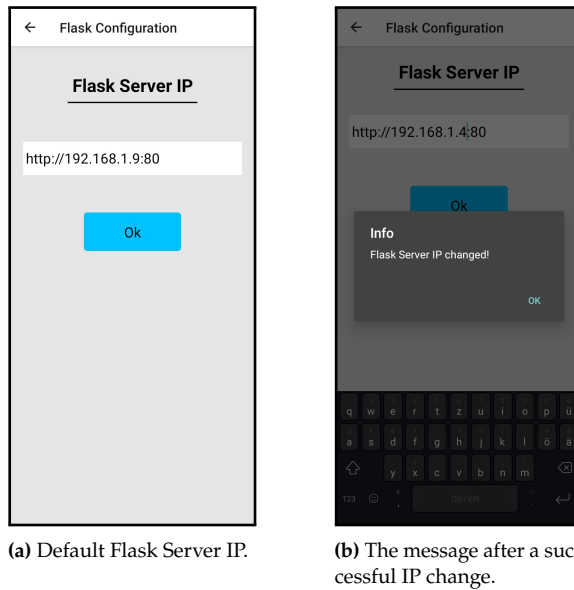 ← Flask Configuration
Flask Server IP
http://192.168.1.9:80
Ok
(a) Default Flask Server IP.
← Flask Configuration
Flask Server IP
http://192.168.1.4:80
Ok
Info
Flask Server IP changed!
OK
q w e r t z u i o p ü
a s d f g h j k l ö ä
y x c v b n m
123 de/en
(b) The message after a suc
cessful IP change.